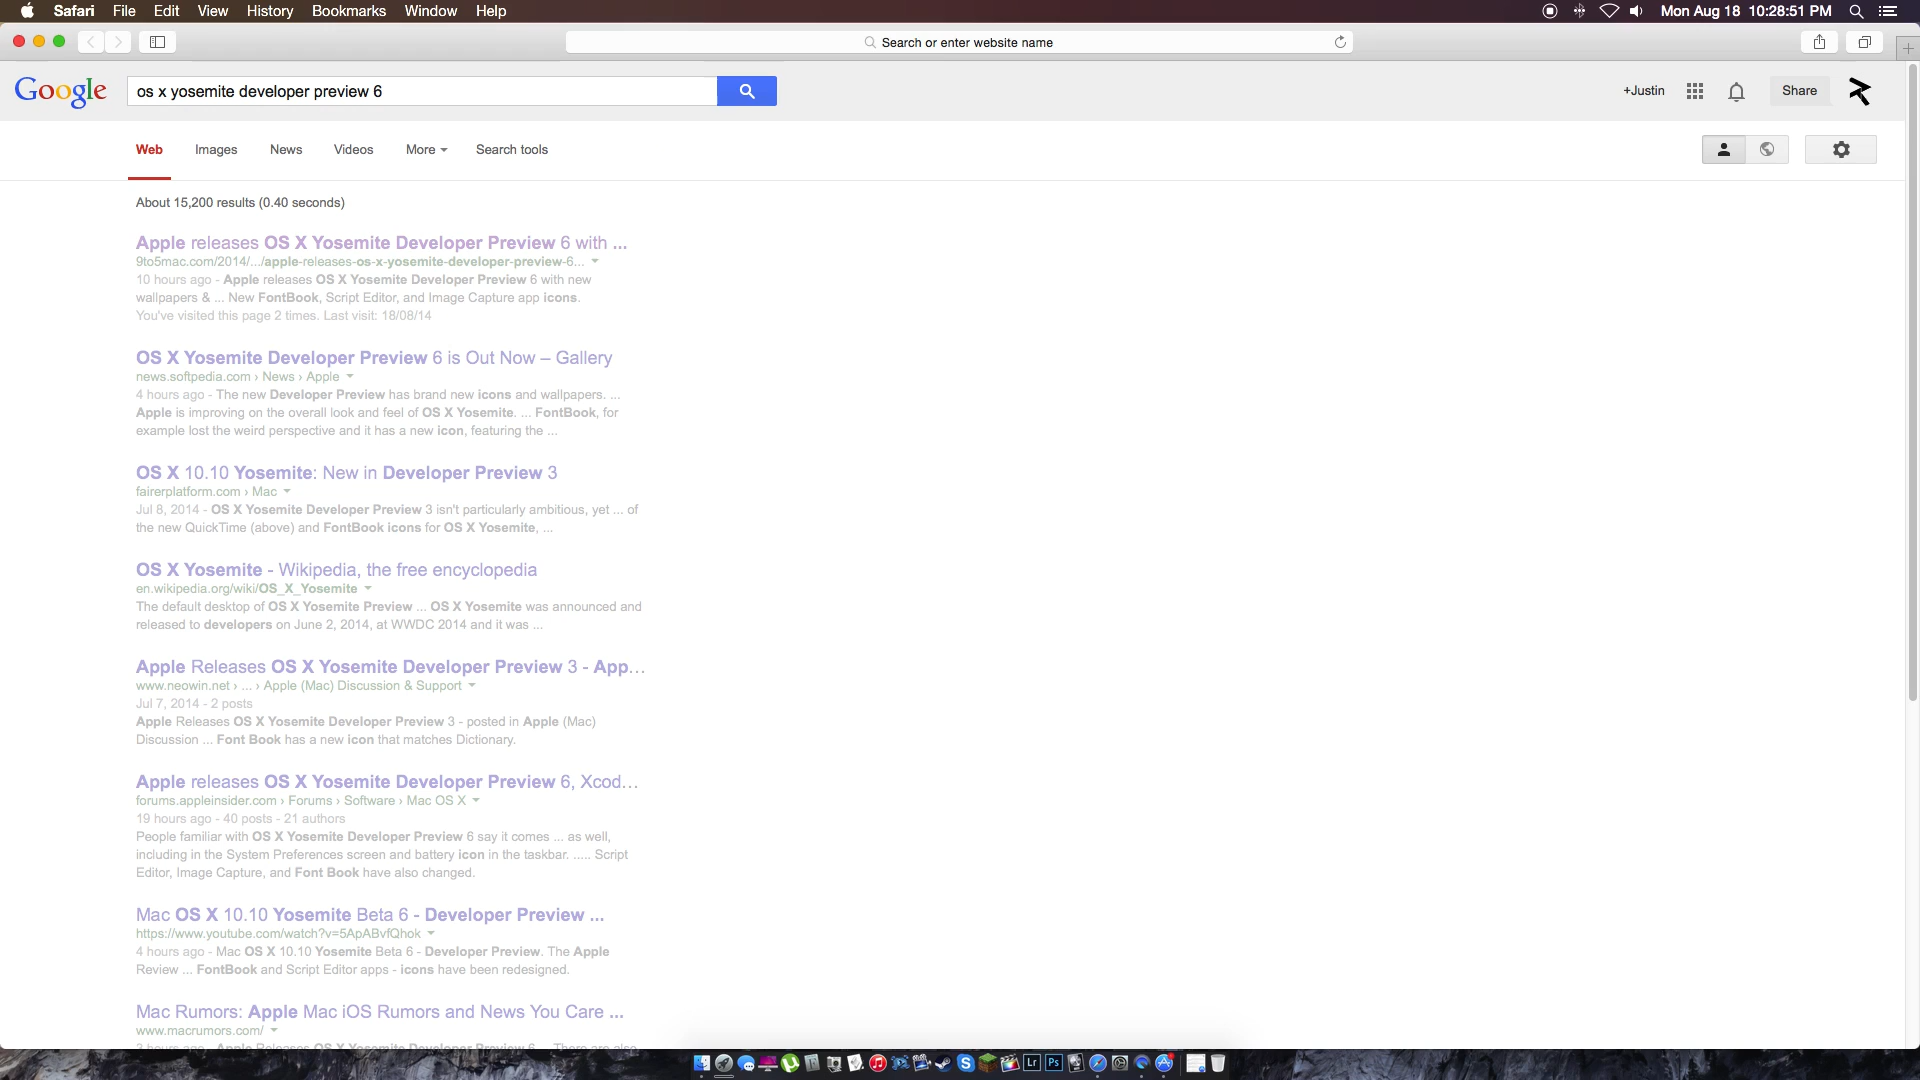 Safari File Edit View History Bookmarks Window Help
Mon Aug 18 10:28:51 PM
Search or enter website name
Google
os x yosemite developer preview 6
+Justin
Share
Web Images News Videos More Search tools
About 15,200 results (0.40 seconds)
Apple releases OS X Yosemite Developer Preview 6 with ...
9to5mac.com/2014/.../apple-releases-os-x-yosemite-developer-preview-6...
10 hours ago - Apple releases OS X Yosemite Developer Preview 6 with new
wallpapers & ... New FontBook, Script Editor, and Image Capture app icons.
You've visited this page 2 times. Last visit: 18/08/14
OS X Yosemite Developer Preview 6 is Out Now – Gallery
news.softpedia.com › News › Apple
4 hours ago - The new Developer Preview has brand new icons and wallpapers. ...
Apple is improving on the overall look and feel of OS X Yosemite. ... FontBook, for
example lost the weird perspective and it has a new icon, featuring the ...
OS X 10.10 Yosemite: New in Developer Preview 3
fairerplatform.com › Mac
Jul 8, 2014 - OS X Yosemite Developer Preview 3 isn't particularly ambitious, yet ... of
the new QuickTime (above) and FontBook icons for OS X Yosemite, ...
OS X Yosemite - Wikipedia, the free encyclopedia
en.wikipedia.org/wiki/OS_X_Yosemite
The default desktop of OS X Yosemite Preview ... OS X Yosemite was announced and
released to developers on June 2, 2014, at WWDC 2014 and it was ...
Apple Releases OS X Yosemite Developer Preview 3 - App...
www.neowin.net › ... › Apple (Mac) Discussion & Support
Jul 7, 2014 - 2 posts
Apple Releases OS X Yosemite Developer Preview 3 - posted in Apple (Mac)
Discussion ... Font Book has a new icon that matches Dictionary.
Apple releases OS X Yosemite Developer Preview 6, Xcod...
forums.appleinsider.com › Forums › Software › Mac OS X
19 hours ago - 40 posts - 21 authors
People familiar with OS X Yosemite Developer Preview 6 say it comes ... as well,
including in the System Preferences screen and battery icon in the taskbar. ..... Script
Editor, Image Capture, and Font Book have also changed.
Mac OS X 10.10 Yosemite Beta 6 - Developer Preview ...
https://www.youtube.com/watch?v=5ApABvfQhok
4 hours ago - Mac OS X 10.10 Yosemite Beta 6 - Developer Preview. The Apple
Review ... FontBook and Script Editor apps - icons have been redesigned.
Mac Rumors: Apple Mac iOS Rumors and News You Care ...
www.macrumors.com/
3 hours ago - Apple Releases OS X Yosemite Developer Preview 6 ... There are also
Lr Ps